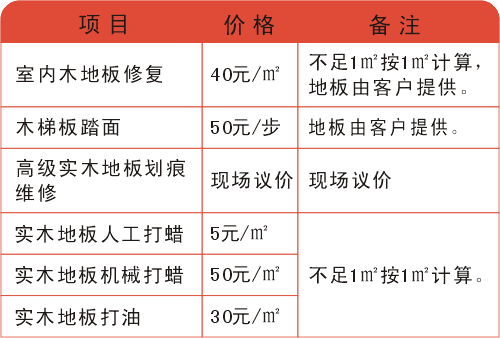 项目 价格 备注
室内木地板修复 40元/㎡ 不足1㎡按1㎡计算，
地板由客户提供。
木梯板踏面 50元/步 地板由客户提供。
高级实木地板划痕
维修 现场议价 现场议价
实木地板人工打蜡 5元/㎡
实木地板机械打蜡 50元/㎡ 不足1㎡按1㎡计算。
实木地板打油 30元/㎡